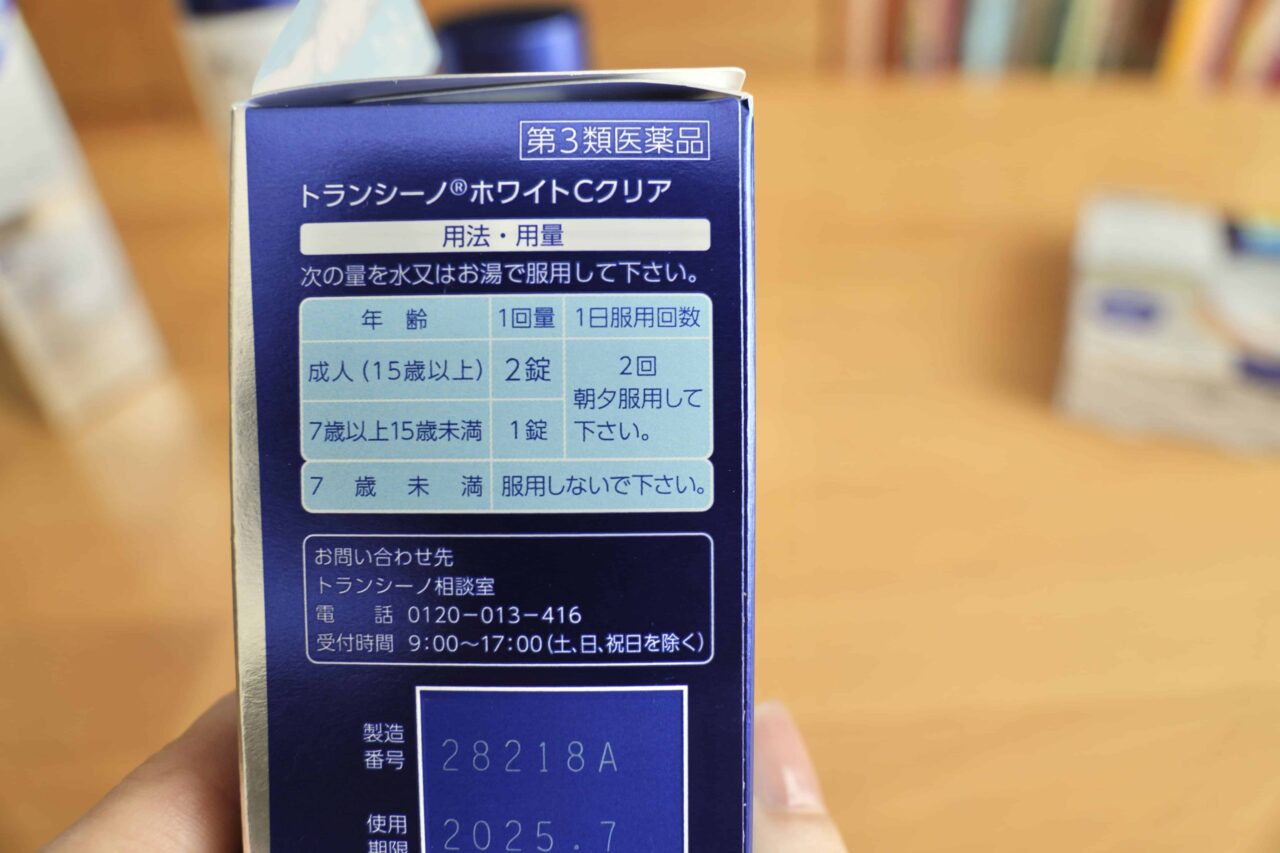 第3類医薬品
トランシーノ®ホワイトCクリア
用法・用量
次の量を水又はお湯で服用して下さい。
年 齢 1回量 1日服用回数
成人(15歳以上) 2錠 2回
朝夕服用して
7歳以上15歳未満 1錠 下さい。
7歳未満 服用しないで下さい。
お問い合わせ先
トランシーノ相談室
電 話 0120-013-416
受付時間 9:00~17:00(土、日、祝日を除く)
製造
番号 28218A
使用
期限 2025.7